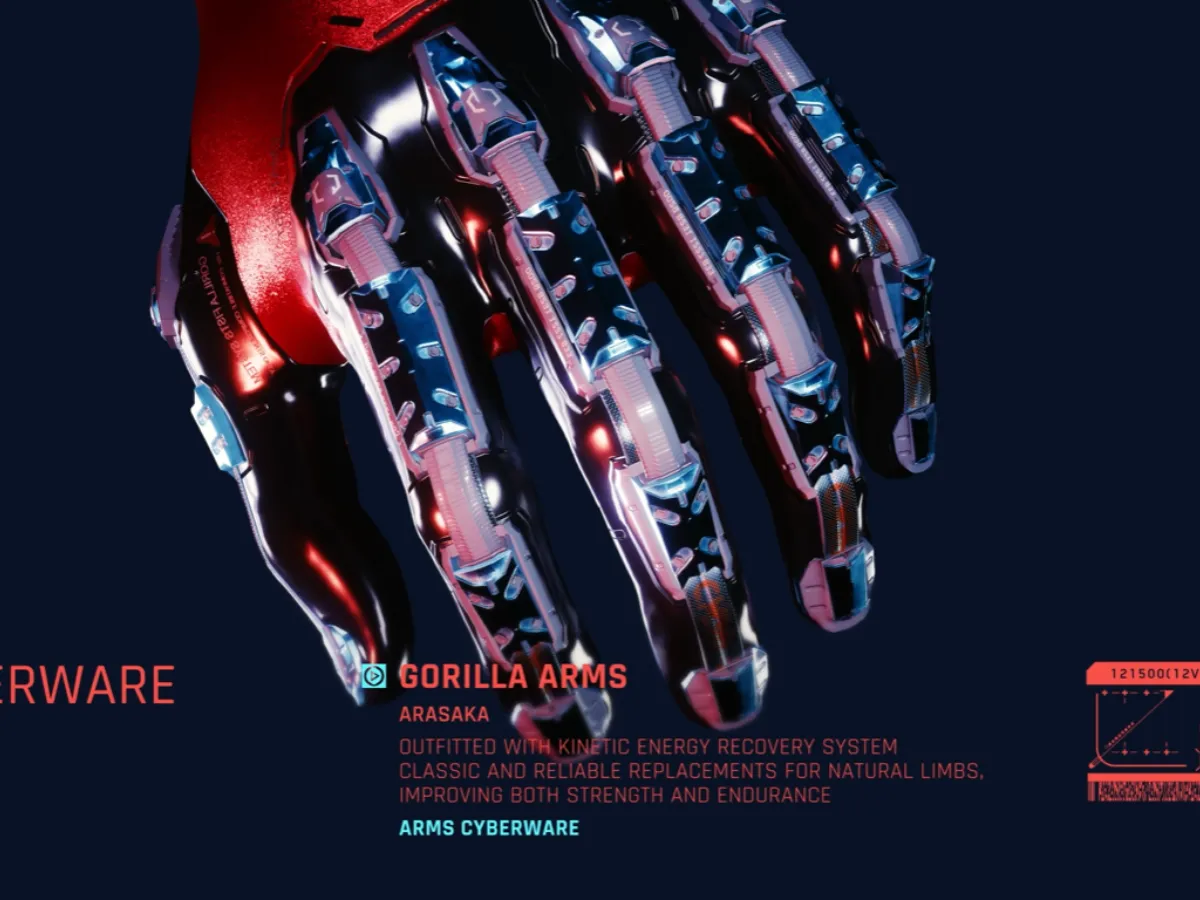 ERWARE
GORILLA ARMS
ARASAKA
OUTFITTED WITH KINETIC ENERGY RECOVERY SYSTEM
CLASSIC AND RELIABLE REPLACEMENTS FOR NATURAL LIMBS,
IMPROVING BOTH STRENGTH AND ENDURANCE
ARMS CYBERWARE
121500(12V